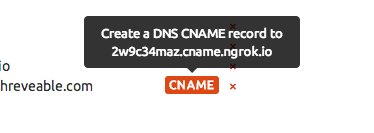 Create a DNS CNAME record to
2w9c34maz.cname.ngrok.io
io
hreveable.com CNAME ×